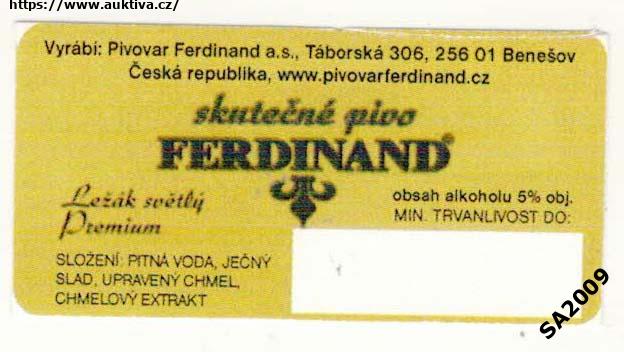 https://www.auktiva.cz/
Vyrábí: Pivovar Ferdinand a.s., Táborská 306, 256 01 Benešov
Česká republika, www.pivovarferdinand.cz
skutečné pivo
FERDINAND®
Ležák světlý
Premium
obsah alkoholu 5% obj.
MIN. TRVANLIVOST DO:
SLOŽENÍ: PITNÁ VODA, JEČNÝ
SLAD, UPRAVENÝ CHMEL,
CHMELOVÝ EXTRAKT
SA2009